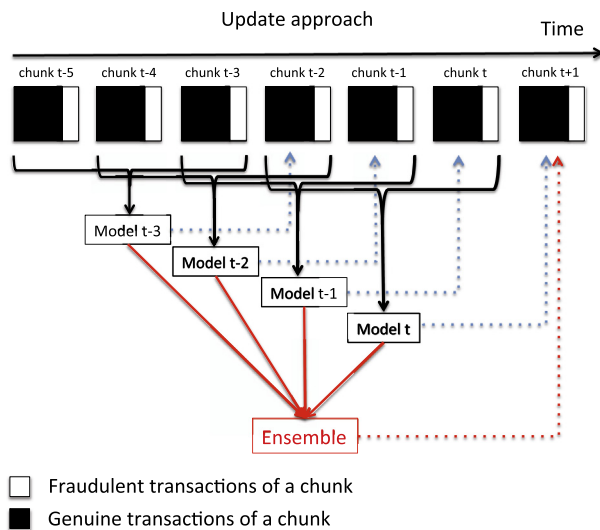 Update approach
Time
chunk t-5 chunk t-4 chunk t-3 chunk t-2 chunk t-1 chunk t chunk t+1
Model t-3
Model t-2
Model t-1
Model t
Ensemble
Fraudulent transactions of a chunk
Genuine transactions of a chunk